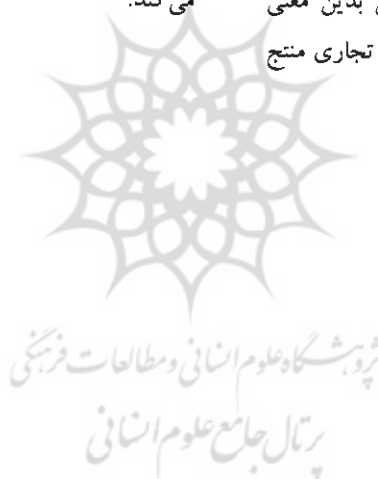 بدین معنی
می‌کند.
تجاری منتج
پژوهشگاه علوم انسانی و مطالعات فرهنگی
پرتال جامع علوم انسانی